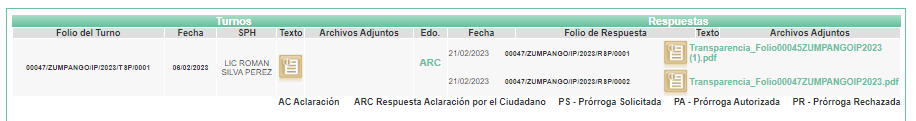 Turnos Respuestas
Folio del Turno Fecha SPH Texto Archivos Adjuntos Edo. Fecha Folio de Respuesta Texto Archivos Adjuntos
00047/ZUMPANGO/IP/2023/TSP/0001 06/02/2023 LIC ROMAN
SILVA PEREZ
ARC
21/02/2023 00047/ZUMPANGO/IP/2023/RSP/0001 Transparencia_Folio00045ZUMPANGOIP2023
(1).pdf
21/02/2023 00047/ZUMPANGO/IP/2023/RSP/0002 Transparencia_Folio00047ZUMPANGOIP2023.pdf
AC Aclaración ARC Respuesta Aclaración por el Ciudadano PS - Prórroga Solicitada PA - Prórroga Autorizada PR - Prórroga Rechazada